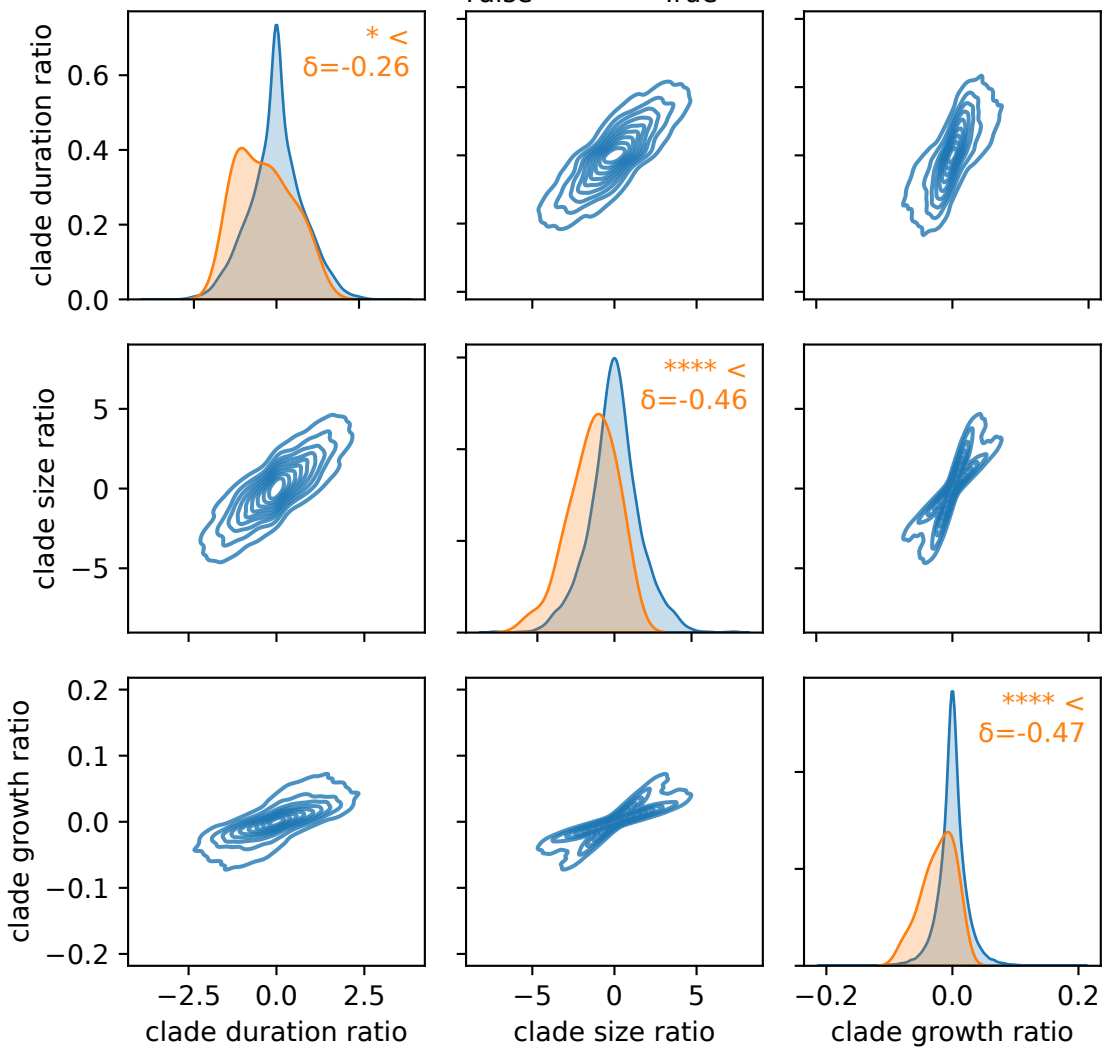 False True
clade duration ratio
0.6
0.4
0.2
0.0
* <
δ=-0.26
clade size ratio
5
0
−5
**** <
δ=-0.46
clade growth ratio
0.2
0.1
0.0
−0.1
−0.2
**** <
δ=-0.47
−2.5 0.0 2.5
−5 0 5
−0.2 0.0 0.2
clade duration ratio
clade size ratio
clade growth ratio